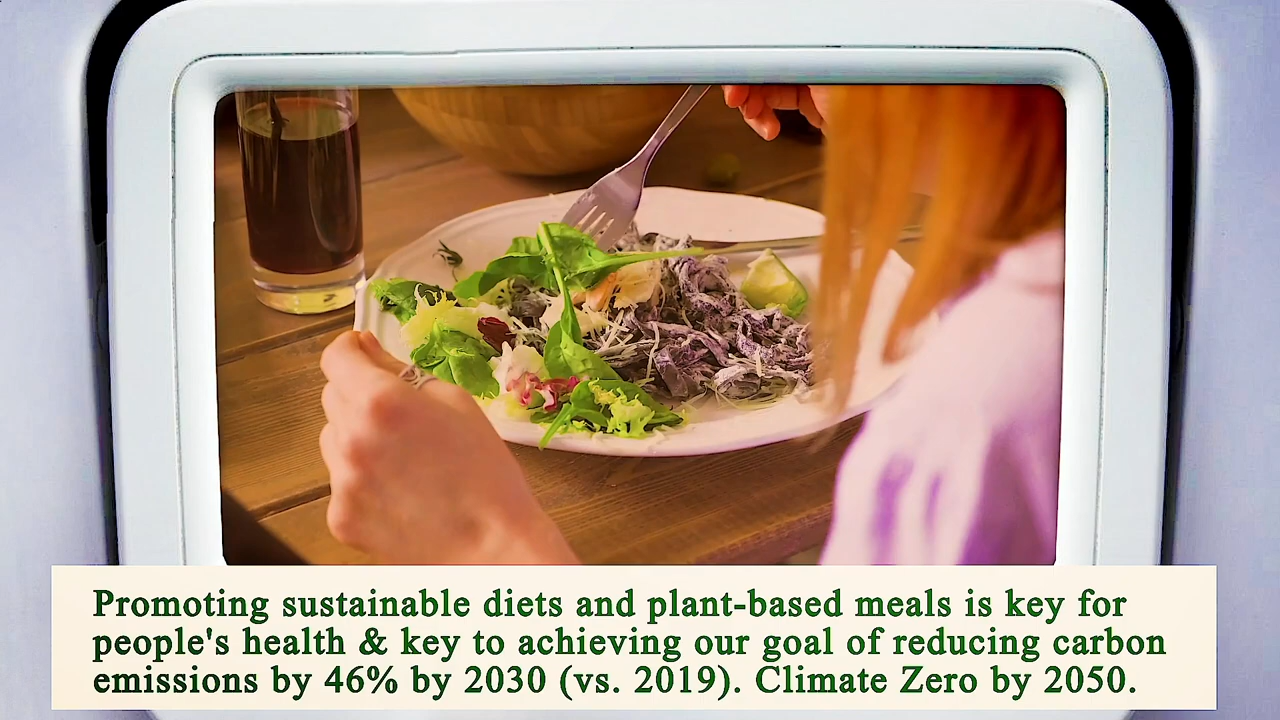 Promoting sustainable diets and plant-based meals is key for
people's health & key to achieving our goal of reducing carbon
emissions by 46% by 2030 (vs. 2019). Climate Zero by 2050.